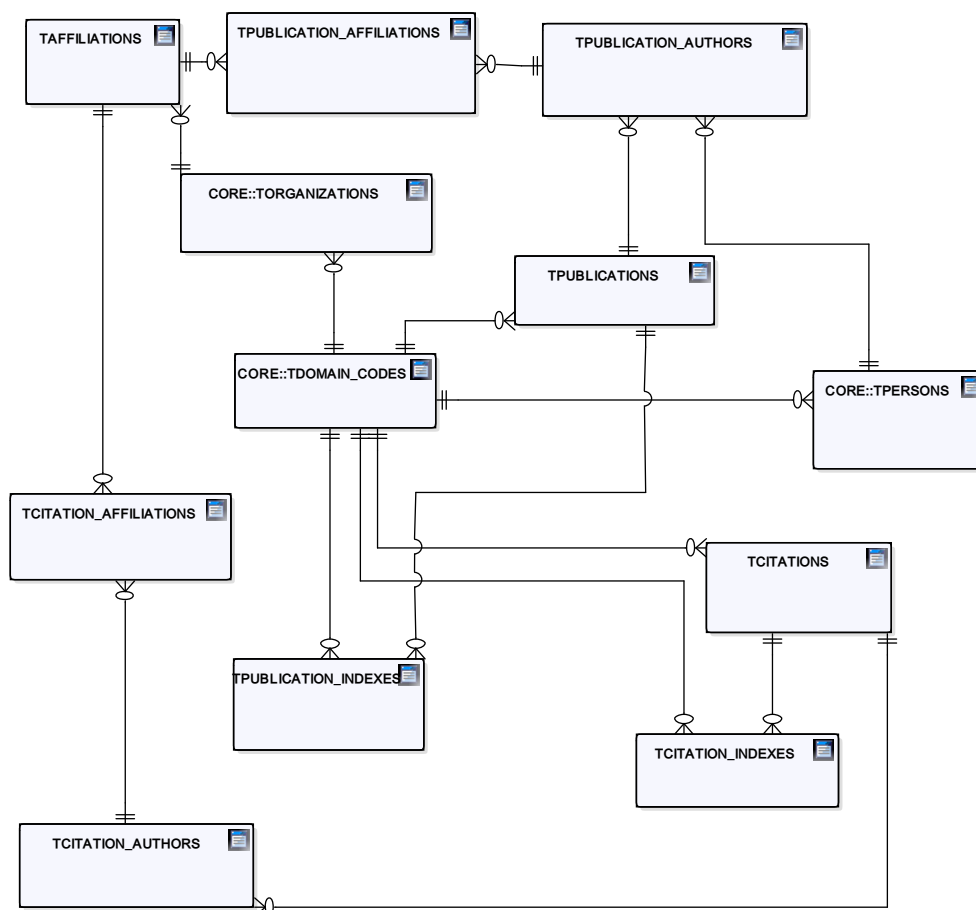 TAFFILIATIONS
TPUBLICATION_AFFILIATIONS
TPUBLICATION_AUTHORS
CORE::TORGANIZATIONS
TPUBLICATIONS
CORE::TDOMAIN_CODES
CORE::TPERSONS
TCITATION_AFFILIATIONS
TCITATIONS
TPUBLICATION_INDEXES
TCITATION_INDEXES
TCITATION_AUTHORS